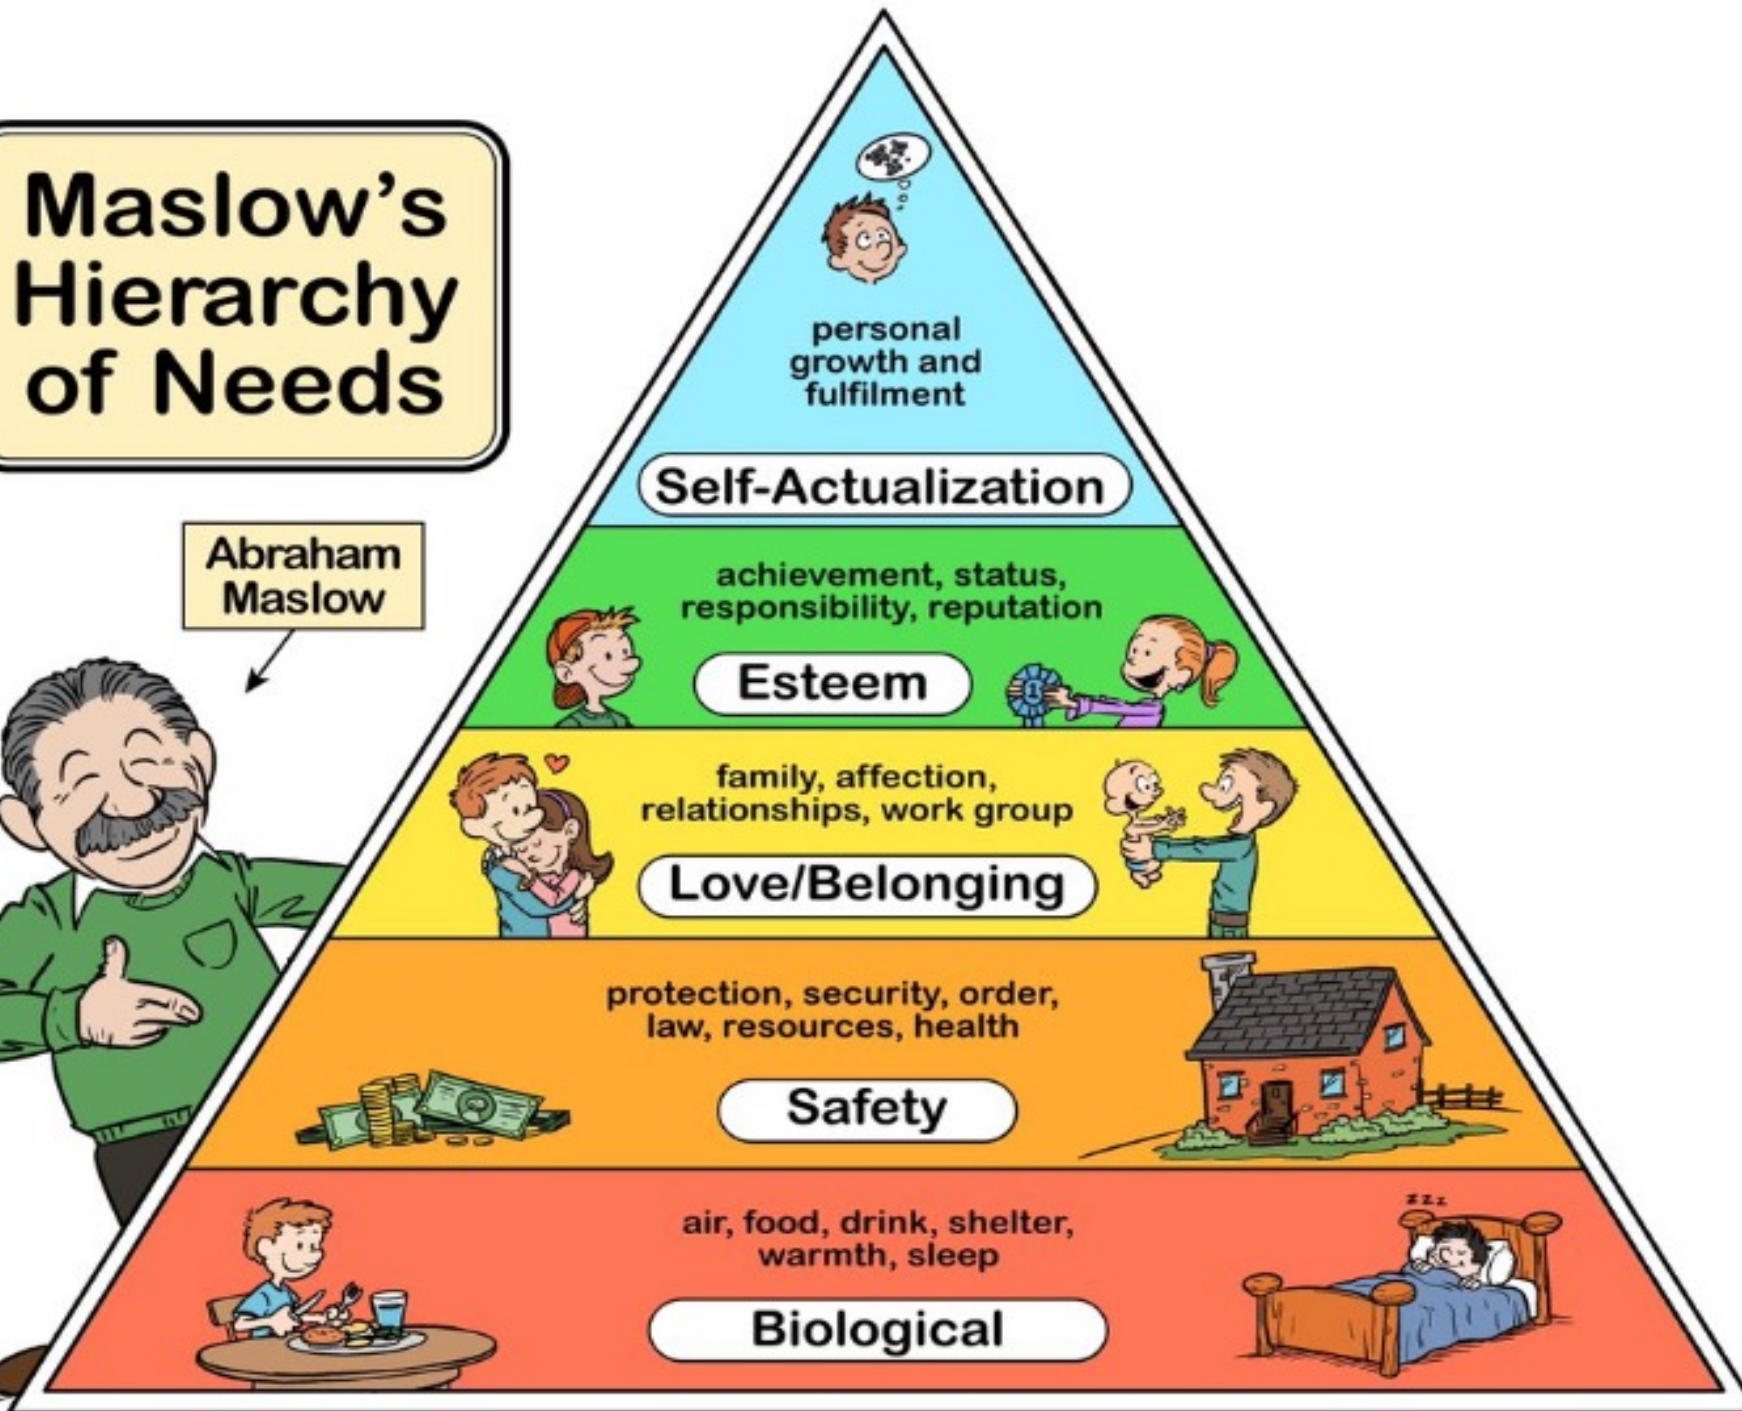 Maslow's
Hierarchy
of Needs
Abraham
Maslow
personal
growth and
fulfilment
Self-Actualization
achievement, status,
responsibility, reputation
Esteem
1
family, affection,
relationships, work group
Love/Belonging
protection, security, order,
law, resources, health
Safety
zzz
air, food, drink, shelter,
warmth, sleep
Biological